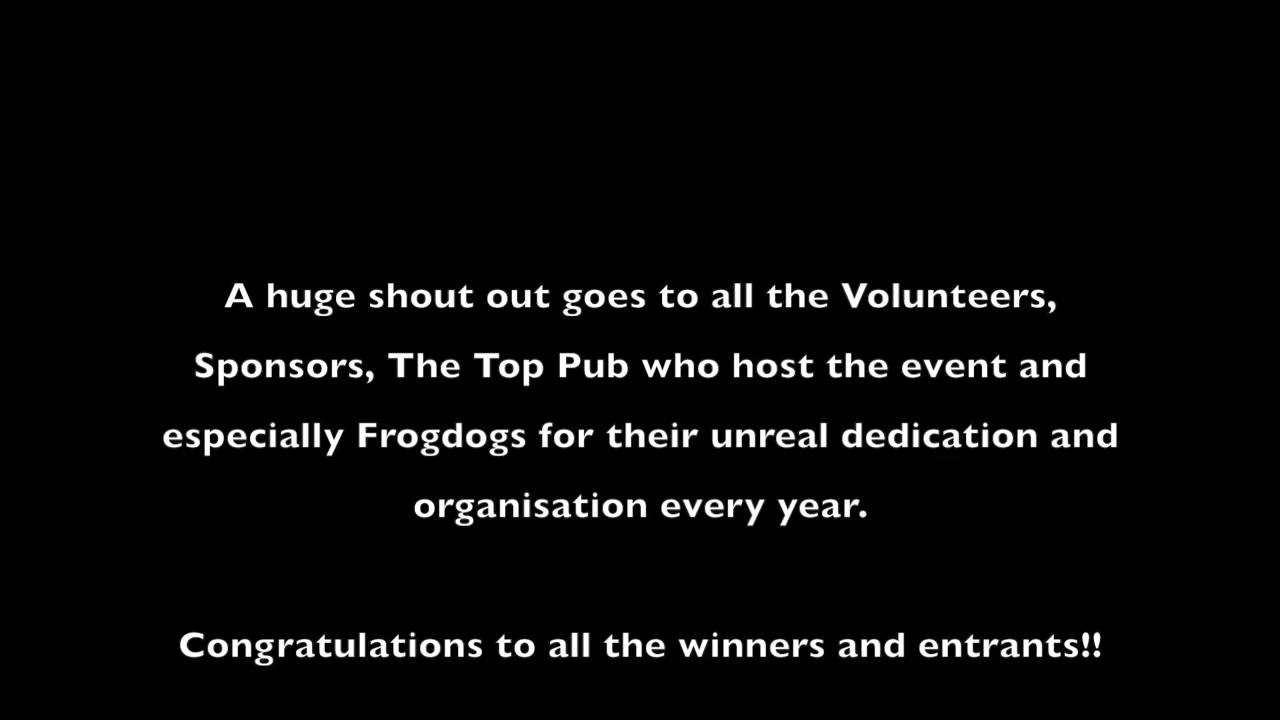 A huge shout out goes to all the Volunteers,
Sponsors, The Top Pub who host the event and
especially Frogdogs for their unreal dedication and
organisation every year.
Congratulations to all the winners and entrants!!